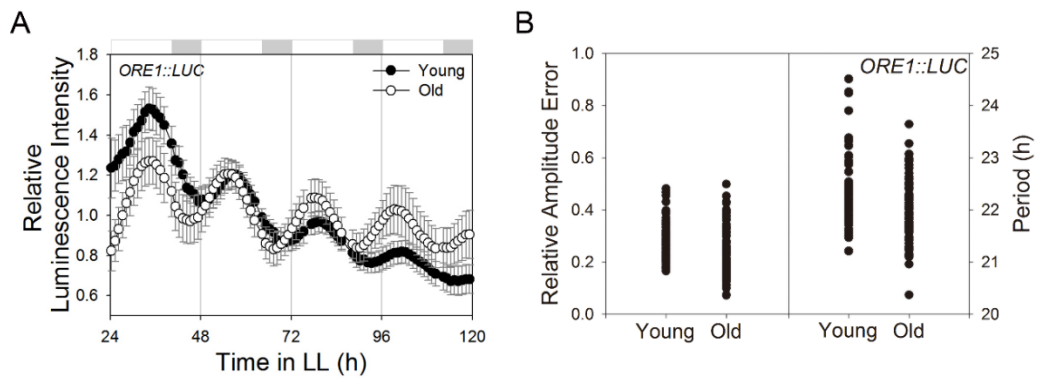 A
ORE1::LUC
Young
Old
Relative
Luminescence Intensity
1.8
1.6
1.4
1.2
1.0
0.8
0.6
24
48
72
96
120
Time in LL (h)
B
ORE1::LUC
Relative Amplitude Error
1.0
0.8
0.6
0.4
0.2
0.0
Young
Old
Young
Old
25
24
23
22
21
20
Period (h)